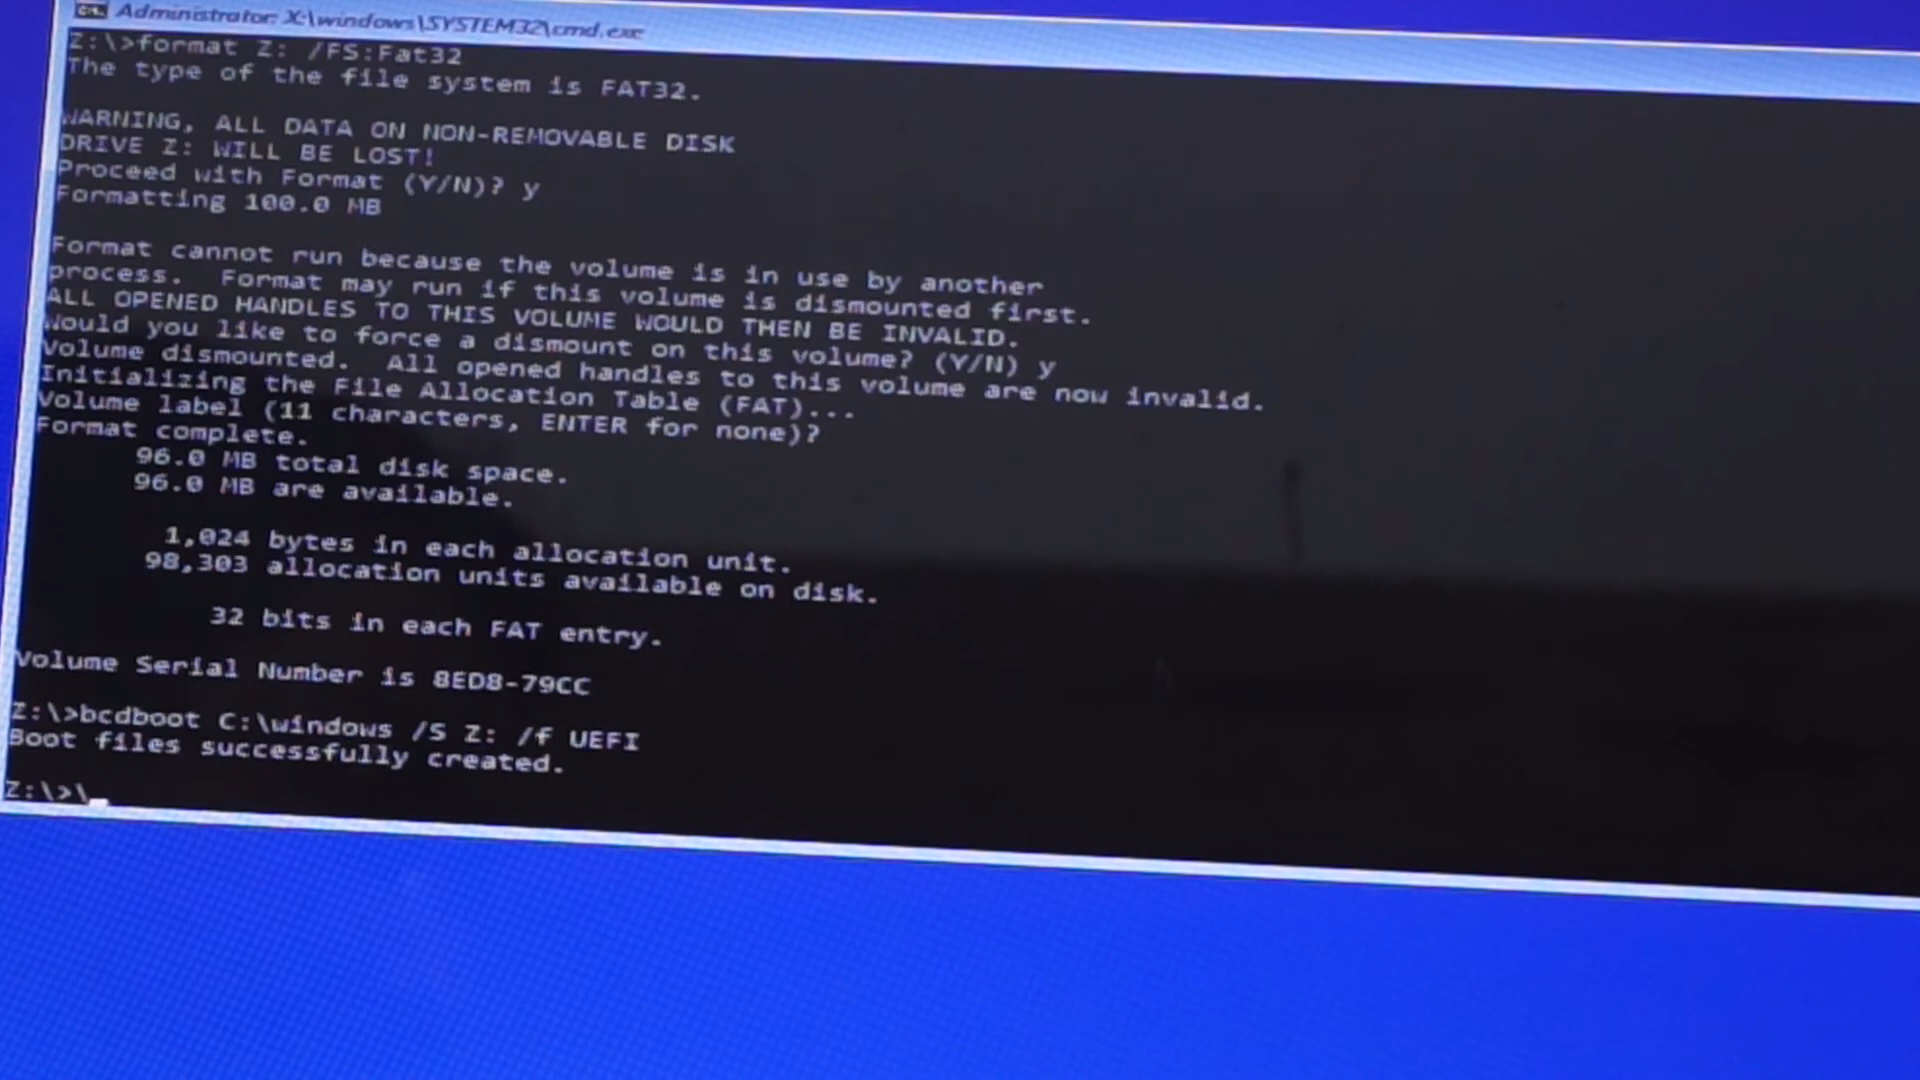 Administrator: X:\windows\SYSTEM32\cmd.exe
Z:\>format Z: /FS:Fat32
The type of the file system is FAT32.
WARNING, ALL DATA ON NON-REMOVABLE DISK
DRIVE Z: WILL BE LOST!
Proceed with Format (Y/N)? y
Formatting 100.0 MB
Format cannot run because the volume is in use by another
process.  Format may run if this volume is dismounted first.
ALL OPENED HANDLES TO THIS VOLUME WOULD THEN BE INVALID.
Would you like to force a dismount on this volume? (Y/N) y
Volume dismounted.  All opened handles to this volume are now invalid.
Initializing the File Allocation Table (FAT)...
Volume label (11 characters, ENTER for none)?
Format complete.
96.0 MB total disk space.
96.0 MB are available.
1,024 bytes in each allocation unit.
98,303 allocation units available on disk.
32 bits in each FAT entry.
Volume Serial Number is 8ED8-79CC
Z:\>bcdboot C:\windows /S Z: /f UEFI
Boot files successfully created.
Z:\>\_